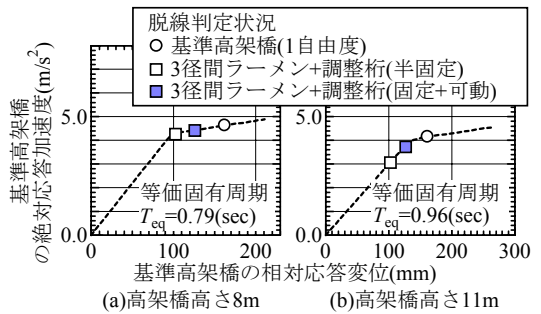 脱線判定状況
基準高架橋(1自由度)
3径間ラーメン+調整桁(半固定)
3径間ラーメン+調整桁(固定+可動)
基準高架橋
の絶対応答加速度(m/s²)
5.0
0.0
等価固有周期
Teq=0.79(sec)
0 100 200
5.0
0.0
等価固有周期
Teq=0.96(sec)
0 100 200 300
基準高架橋の相対応答変位(mm)
(a)高架橋高さ8m
(b)高架橋高さ11m